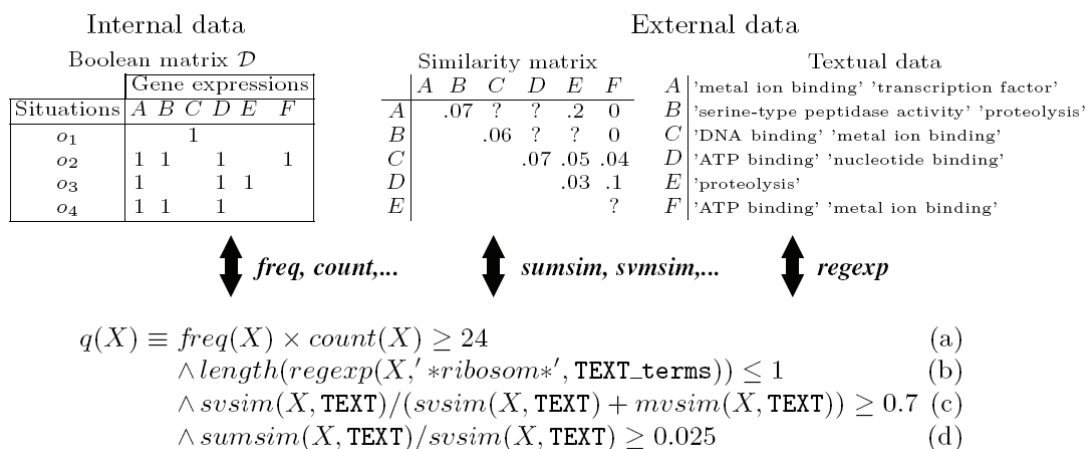 Internal data External data
Boolean matrix 𝒟 Similarity matrix Textual data
Gene expressions A B C D E F A 'metal ion binding' 'transcription factor'
Situations A B C D E F A .07 ? ? .2 0 B 'serine-type peptidase activity' 'proteolysis'
o1 1 B .06 ? ? 0 C 'DNA binding' 'metal ion binding'
o2 1 1 1 1 C .07 .05 .04 D 'ATP binding' 'nucleotide binding'
o3 1 1 1 D .03 .1 E 'proteolysis'
o4 1 1 1 E ? F 'ATP binding' 'metal ion binding'
freq, count,... sumsim, svmsim,... regexp
q(X) ≡ freq(X) × count(X) ≥ 24 (a)
∧ length(regexp(X,' *ribosom*', TEXT_terms)) ≤ 1 (b)
∧ svsim(X, TEXT)/(svsim(X, TEXT) + mvsim(X, TEXT)) ≥ 0.7 (c)
∧ sumsim(X, TEXT)/svsim(X, TEXT) ≥ 0.025 (d)